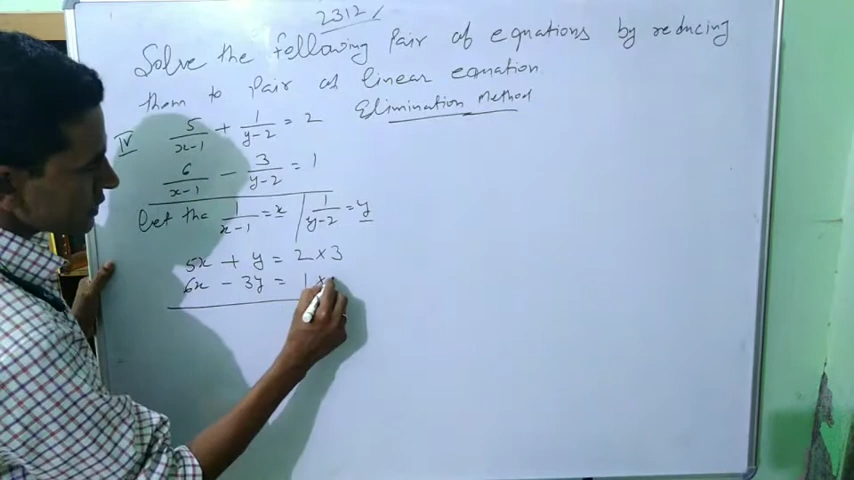 2312
Solve the following Pair of equations by reducing
them to Pair of linear equation
Elimination Method
IV 5/x-1 + 1/y-2 = 2
6/x-1 - 3/y-2 = 1
let the 1/x-1 = x / 1/y-2 = y
5x + y = 2 × 3
6x - 3y = 1 ×